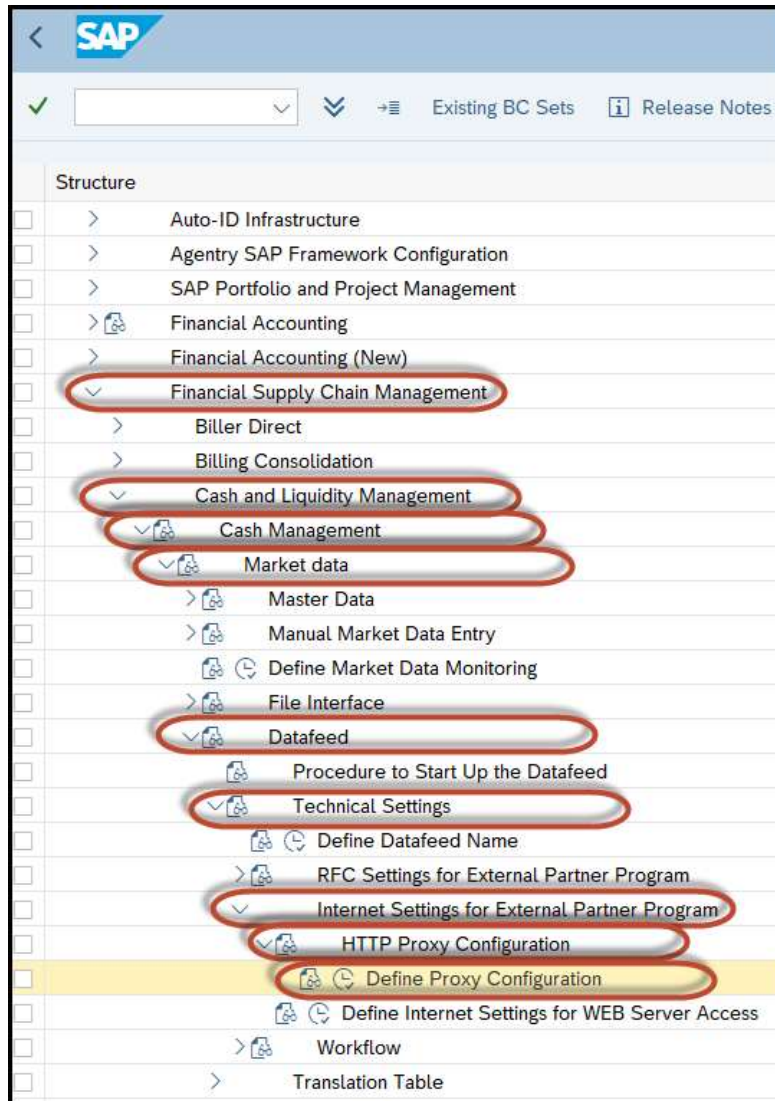 SAP
Existing BC Sets
Release Notes
Structure
Auto-ID Infrastructure
Agentry SAP Framework Configuration
SAP Portfolio and Project Management
Financial Accounting
Financial Accounting (New)
Financial Supply Chain Management
Biller Direct
Billing Consolidation
Cash and Liquidity Management
Cash Management
Market data
Master Data
Manual Market Data Entry
Define Market Data Monitoring
File Interface
Datafeed
Procedure to Start Up the Datafeed
Technical Settings
Define Datafeed Name
RFC Settings for External Partner Program
Internet Settings for External Partner Program
HTTP Proxy Configuration
Define Proxy Configuration
Define Internet Settings for WEB Server Access
Workflow
Translation Table